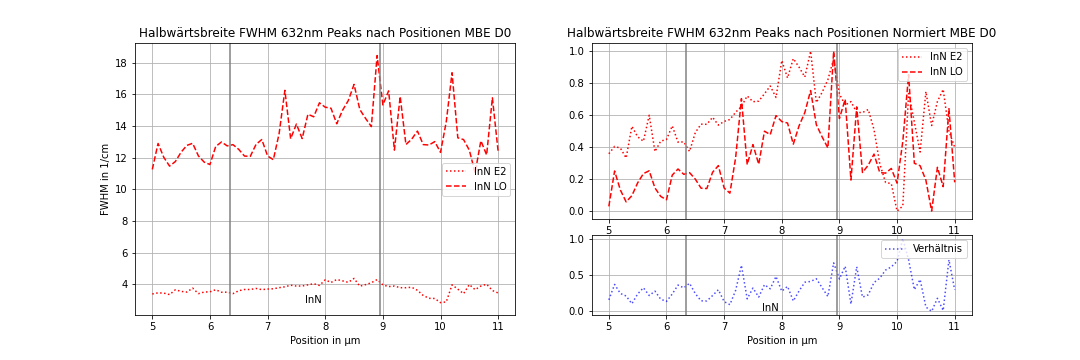 Halbwärtsbreite FWHM 632nm Peaks nach Positionen MBE D0
18
16
14
12
10
8
6
4
FWHM in 1/cm
InN E2
InN LO
InN
5 6 7 8 9 10 11
Position in µm
Halbwärtsbreite FWHM 632nm Peaks nach Positionen Normiert MBE D0
1.0
0.8
0.6
0.4
0.2
0.0
InN E2
InN LO
5 6 7 8 9 10 11
1.0
0.5
0.0
Verhältnis
InN
5 6 7 8 9 10 11
Position in µm